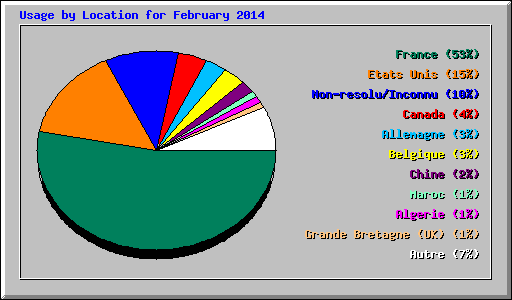 Usage by Location for February 2014
France (53%)
Etats Unis (15%)
Non-resolu/Inconnu (10%)
Canada (4%)
Allemagne (3%)
Belgique (3%)
Chine (2%)
Maroc (1%)
Algerie (1%)
Grande Bretagne (UK) (1%)
Autre (7%)